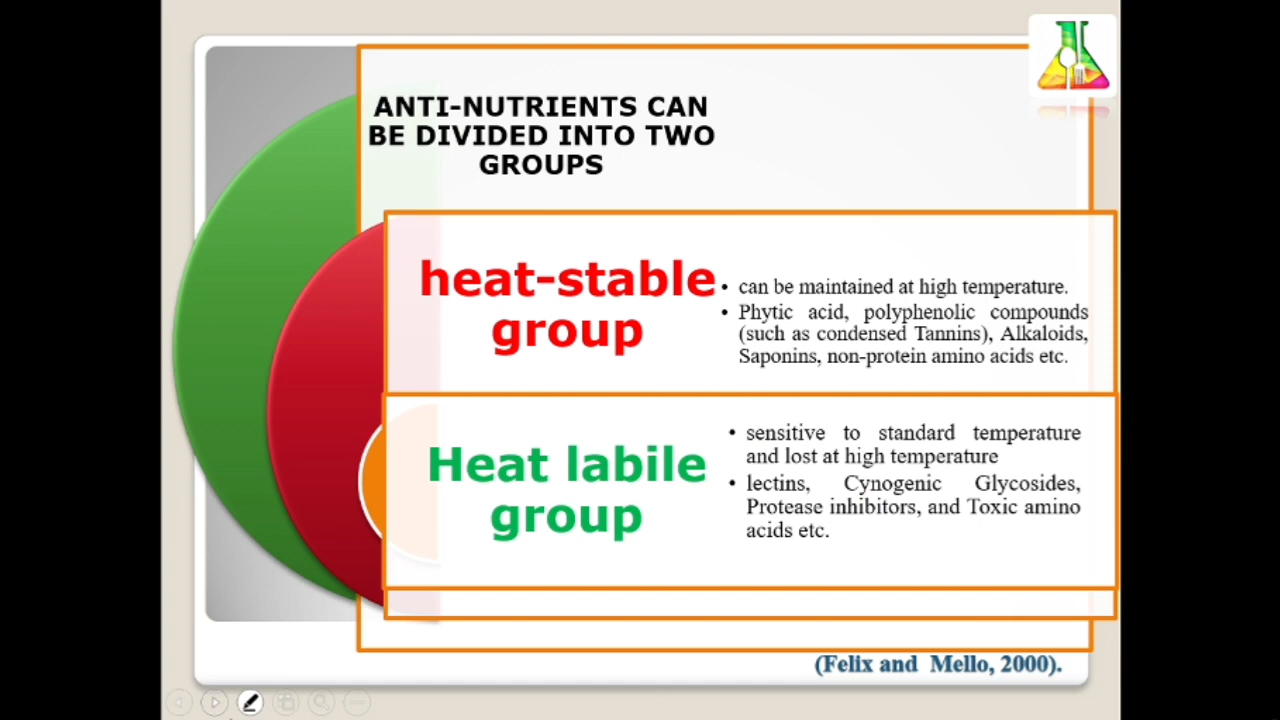 ANTI-NUTRIENTS CAN
BE DIVIDED INTO TWO
GROUPS
heat-stable
group
• can be maintained at high temperature.
• Phytic acid, polyphenolic compounds
(such as condensed Tannins), Alkaloids,
Saponins, non-protein amino acids etc.
Heat labile
group
• sensitive to standard temperature
and lost at high temperature
• lectins, Cynogenic Glycosides,
Protease inhibitors, and Toxic amino
acids etc.
(Felix and Mello, 2000).